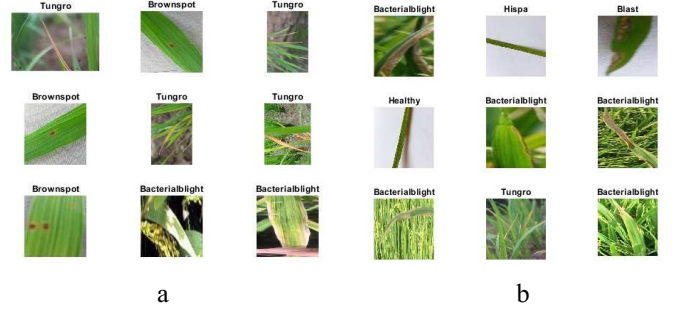 Tungro
Brownspot
Tungro
Brownspot
Tungro
Tungro
Brownspot
Bacterialblight
Bacterialblight
a
Bacterialblight
Hispa
Blast
Healthy
Bacterialblight
Bacterialblight
Bacterialblight
Tungro
Bacterialblight
b